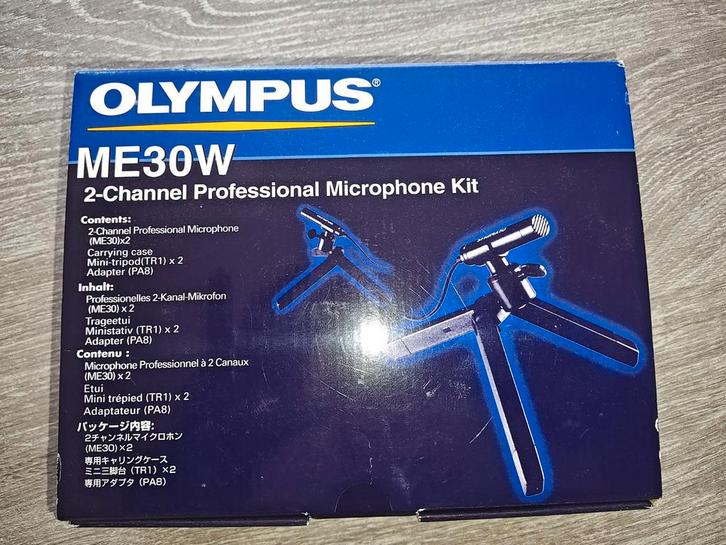 OLYMPUS®
ME30W
2-Channel Professional Microphone Kit
Contents:
2-Channel Professional Microphone
(ME30)x2
Carrying case
Mini-tripod(TR1) x 2
Adapter (PA8)
Inhalt:
Professionelles 2-Kanal-Mikrofon
(ME30) x 2
Trageetui
Ministativ (TR1) x 2
Adapter (PA8)
Contenu :
Microphone Professionnel à 2 Canaux
(ME30) x 2
Etui
Mini trépied (TR1) x 2
Adaptateur (PA8)
パッケージ内容:
2チャンネルマイクロホン
(ME30)×2
専用キャリングケース
ミニ三脚台 (TR1) ×2
専用アダプタ (PA8)
OLYMPUS